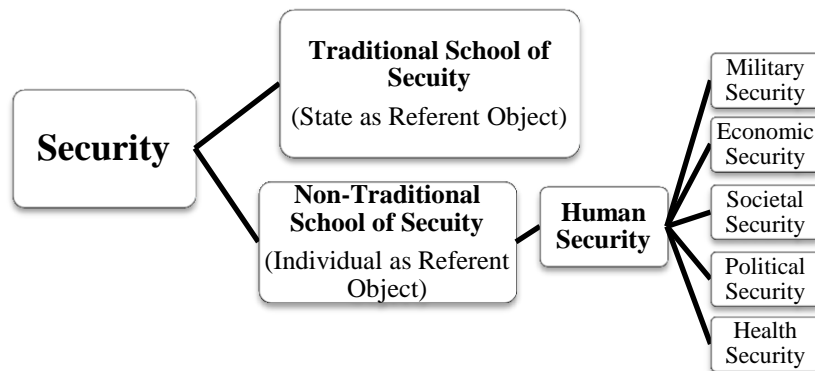 Security
Traditional School of
Secuity
(State as Referent Object)
Non-Traditional
School of Secuity
(Individual as Referent
Object)
Human
Security
Military
Security
Economic
Security
Societal
Security
Political
Security
Health
Security